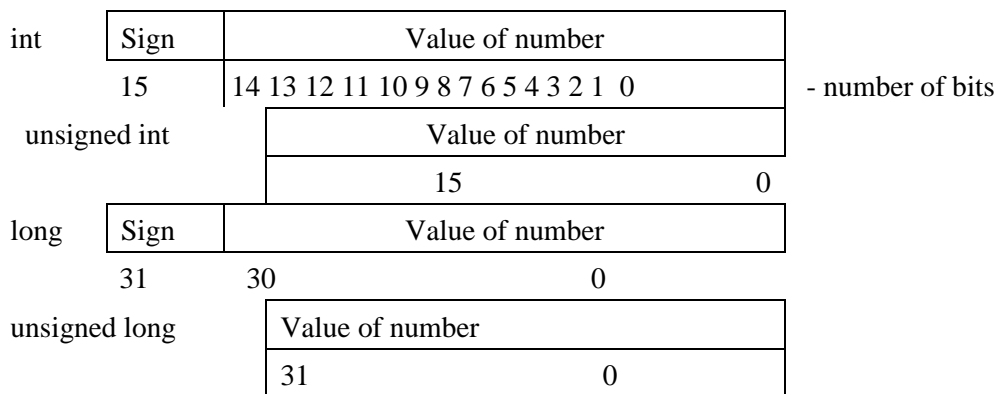 int Sign Value of number
15 14 13 12 11 10 9 8 7 6 5 4 3 2 1 0 - number of bits
unsigned int Value of number
15 0
long Sign Value of number
31 30 0
unsigned long Value of number
31 0